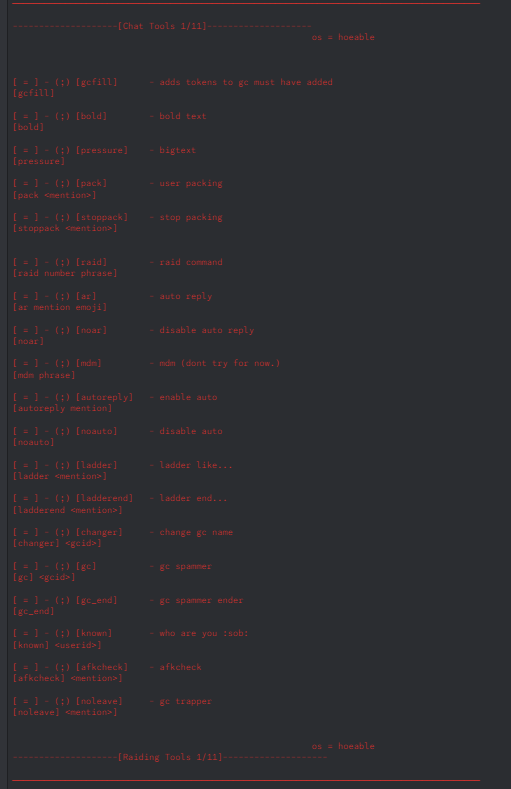 --------------------[Chat Tools 1/11]--------------------
os = hoeable
[ = ] - (;) [gcfill] - adds tokens to gc must have added
[gcfill]
[ = ] - (;) [bold] - bold text
[bold]
[ = ] - (;) [pressure] - bigtext
[pressure]
[ = ] - (;) [pack] - user packing
[pack <mention>]
[ = ] - (;) [stoppack] - stop packing
[stoppack <mention>]
[ = ] - (;) [raid] - raid command
[raid number phrase]
[ = ] - (;) [ar] - auto reply
[ar mention emoji]
[ = ] - (;) [noar] - disable auto reply
[noar]
[ = ] - (;) [mdm] - mdm (dont try for now.)
[mdm phrase]
[ = ] - (;) [autoreply] - enable auto
[autoreply mention]
[ = ] - (;) [noauto] - disable auto
[noauto]
[ = ] - (;) [ladder] - ladder like...
[ladder <mention>]
[ = ] - (;) [ladderend] - ladder end...
[ladderend <mention>]
[ = ] - (;) [changer] - change gc name
[changer] <gcid>]
[ = ] - (;) [gc] - gc spammer
[gc] <gcid>]
[ = ] - (;) [gc_end] - gc spammer ender
[gc_end]
[ = ] - (;) [known] - who are you !sob!
[known] <userid>]
[ = ] - (;) [afkcheck] - afkcheck
[afkcheck] <mention>]
[ = ] - (;) [noleave] - gc trapper
[noleave] <mention>]
os = hoeable
--------------------[Raiding Tools 1/11]--------------------